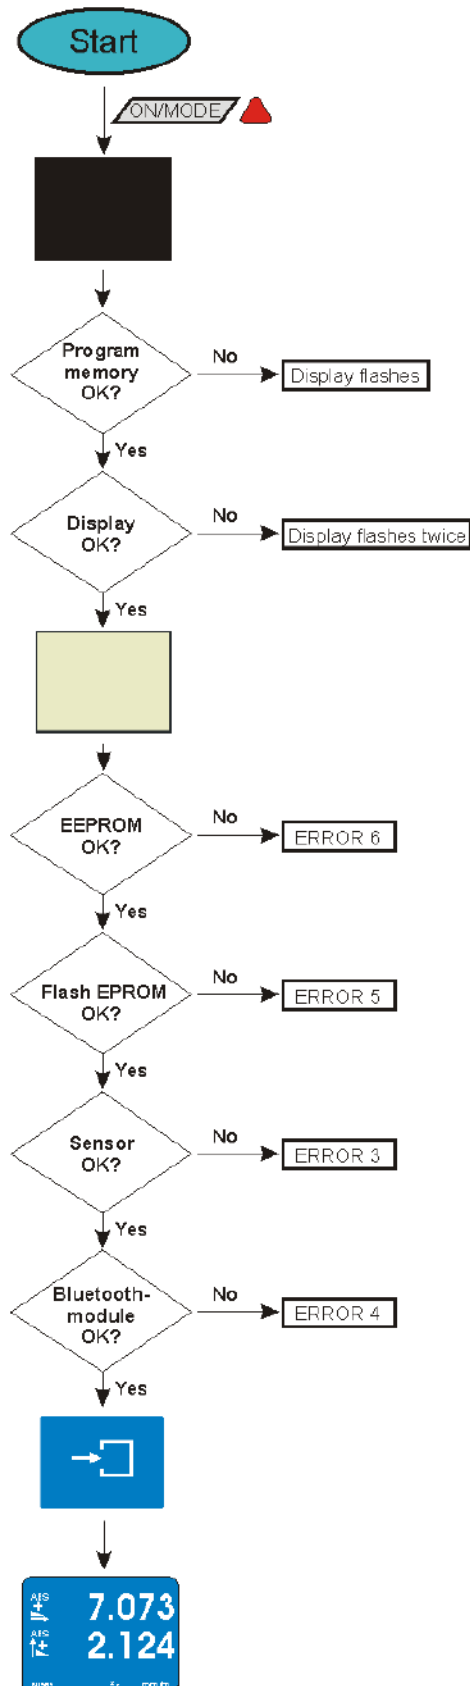 Start
ON/MODE
Program
memory
OK?
No
Display flashes
Yes
Display
OK?
No
Display flashes twice
Yes
EEPROM
OK?
No
ERROR 6
Yes
Flash EPROM
OK?
No
ERROR 5
Yes
Sensor
OK?
No
ERROR 3
Yes
Bluetooth-
module
OK?
No
ERROR 4
Yes
AIS
7.073
AIS
2.124